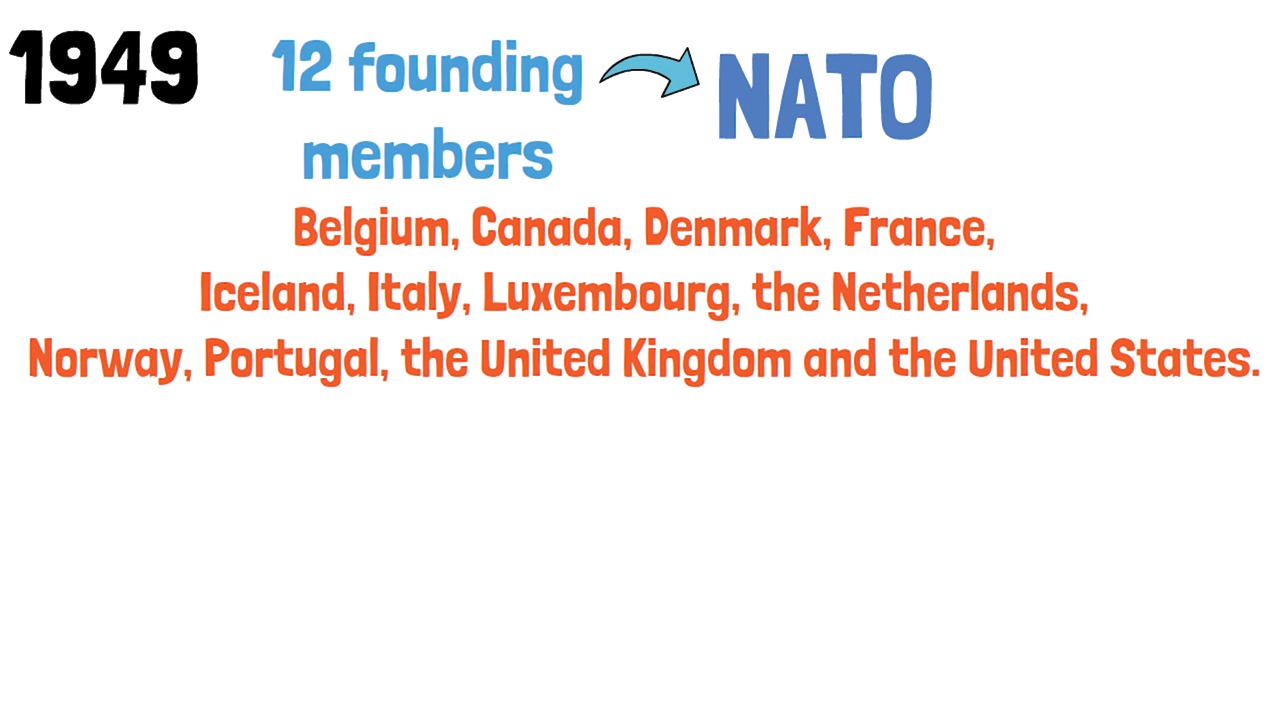 1949
12 founding
members
NATO
Belgium, Canada, Denmark, France,
Iceland, Italy, Luxembourg, the Netherlands,
Norway, Portugal, the United Kingdom and the United States.